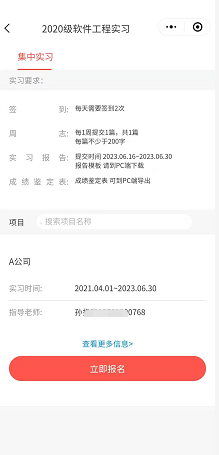 2020级软件工程实习
集中实习
实习要求:
签 到: 每天需要签到2次
周 志: 每1周提交1篇，共1篇
每篇不少于200字
实 习 报 告: 提交时间 2023.06.16~2023.06.30
报告模板 请到PC端下载
成 绩 鉴 定 表: 成绩鉴定表 可到PC端导出
项目 搜索项目名称
A公司
实习时间: 2021.04.01~2023.06.30
指导老师: 孙 0768
查看更多信息>
立即报名